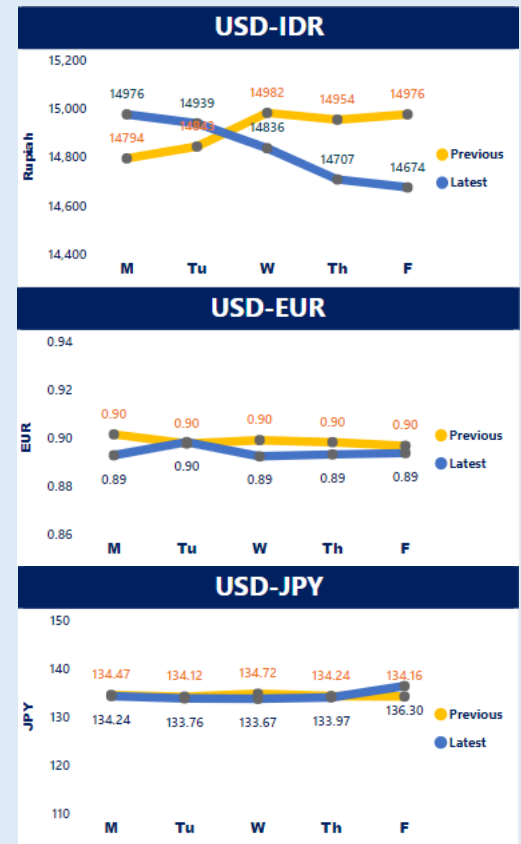 USD-IDR
15,200
15,000
14,800
14,600
14,400
Rupiah
14976 14939 14982 14954 14976
14794 14836 14707 14674
Previous
Latest
M Tu W Th F
USD-EUR
0.94
0.92
0.90
0.88
0.86
EUR
0.90 0.90 0.90 0.90 0.90
0.89 0.90 0.89 0.89 0.89
Previous
Latest
M Tu W Th F
USD-JPY
150
140
130
120
110
JPY
134.47 134.12 134.72 134.24 134.16
134.24 133.76 133.67 133.97 136.30
Previous
Latest
M Tu W Th F